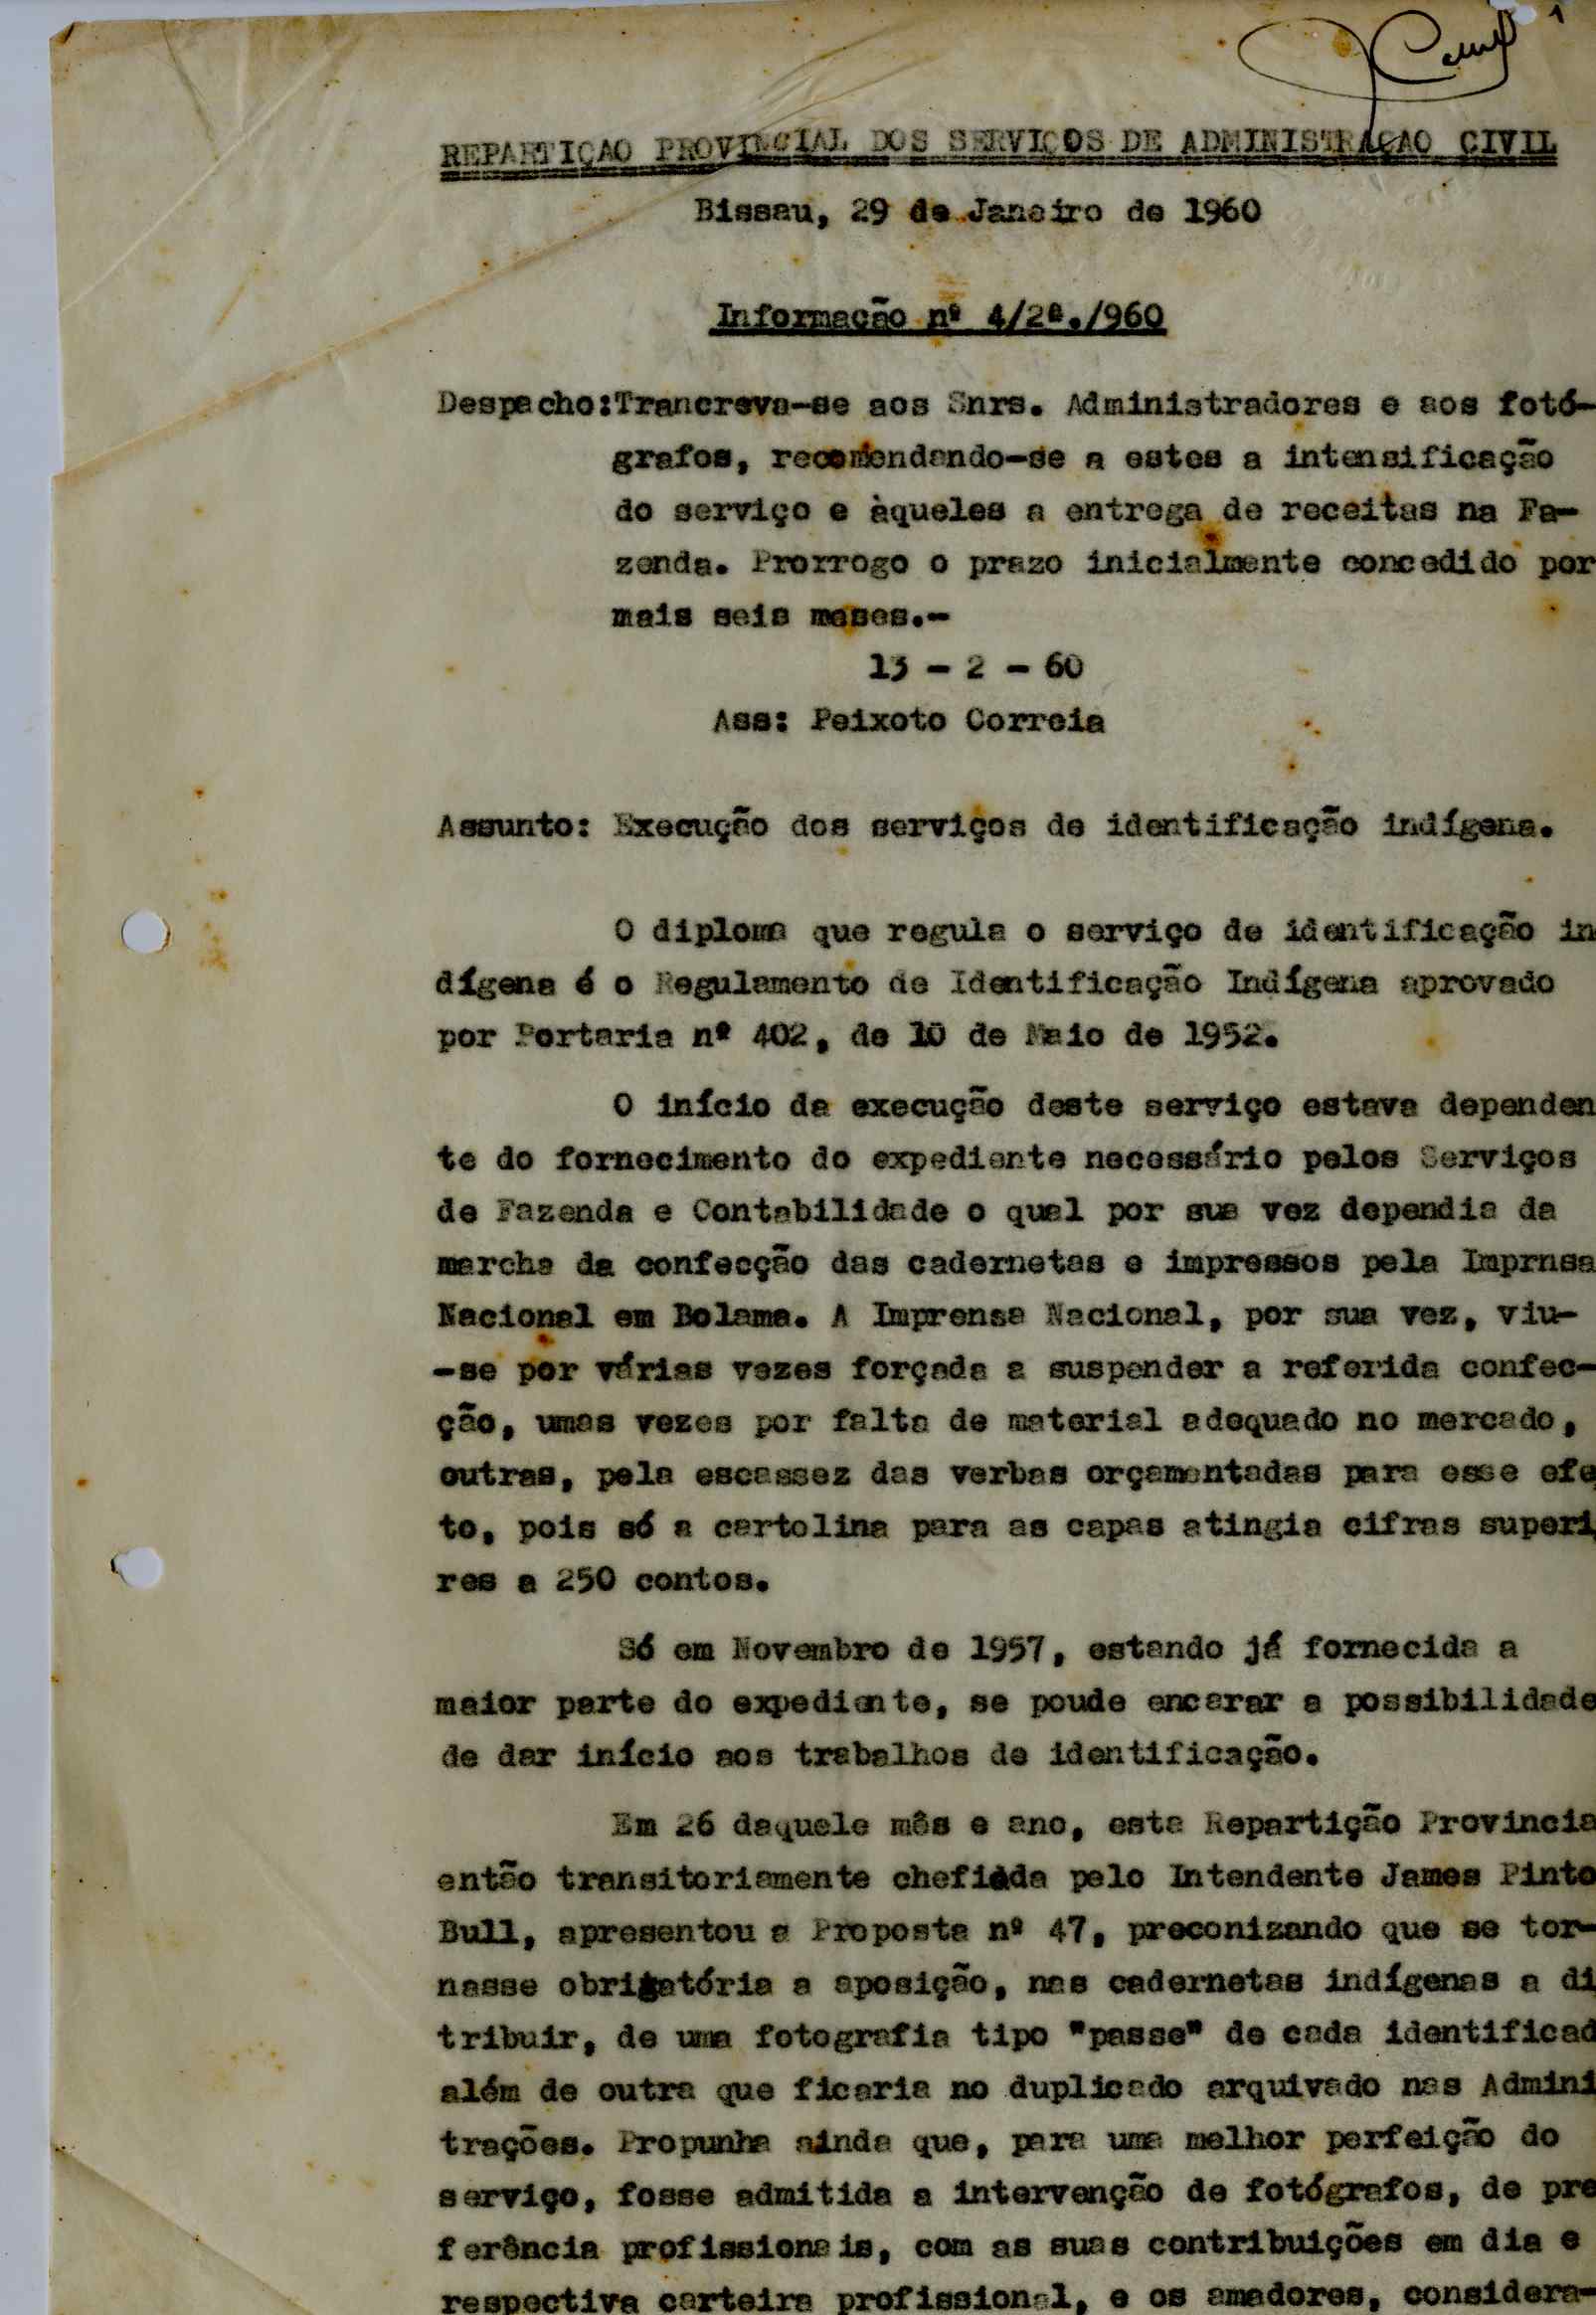 1
REPARTIÇAO PROVINCIAL DOS SERVIÇOS DE ADMINISTRAÇAO CIVIL
Bissau, 29 de Janeiro de 1960
Informação nº 4/2ª./960
Despacho:Trancreva-se aos Snrs. Administradores e aos fotó-
grafos, recomendando-se a estes a intensificação
do serviço e àqueles a entrega de receitas na Fa-
zenda. Prorrogo o prazo inicialmente concedido por
mais seis meses.-
13 - 2 - 60
Ass: Peixoto Correia
Assunto: Execução dos serviços de identificação indígena.
O diploma que regula o serviço de identificação in
dígena é o Regulamento de Identificação Indígena aprovado
por Portaria nº 402, de 10 de Maio de 1952.
O início da execução deste serviço estava dependen
te do fornecimento do expediente necessário pelos Serviços
de Fazenda e Contabilidade o qual por sua vez dependia da
marcha da confecção das cadernetas e impressos pela Imprnsa
Nacional em Bolama. A Imprensa Nacional, por sua vez, viu-
-se por várias vezes forçada a suspender a referida confec-
ção, umas vezes por falta de material adequado no mercado,
outras, pela escassez das verbas orçamentadas para esse efe
to, pois só a cartolina para as capas atingia cifras superi
res a 250 contos.
Só em Novembro de 1957, estando já fornecida a
maior parte do expediente, se poude encarar a possibilidade
de dar início aos trabalhos de identificação.
Em 26 daquele mês e ano, esta Repartição Provincia
então transitoriamente chefiada pelo Intendente James Pinto
Bull, apresentou a Proposta nº 47, preconizando que se tor-
nasse obrigatória a aposição, nas cadernetas indígenas a di
tribuir, de uma fotografia tipo "passe" de cada identificad
além de outra que ficaria no duplicado arquivado nas Admini
trações. Propunha ainda que, para uma melhor perfeição do
serviço, fosse admitida a intervenção de fotógrafos, de pre
ferência profissionais, com as suas contribuições em dia e
respectiva carteira profissional, e os amadores, considera-